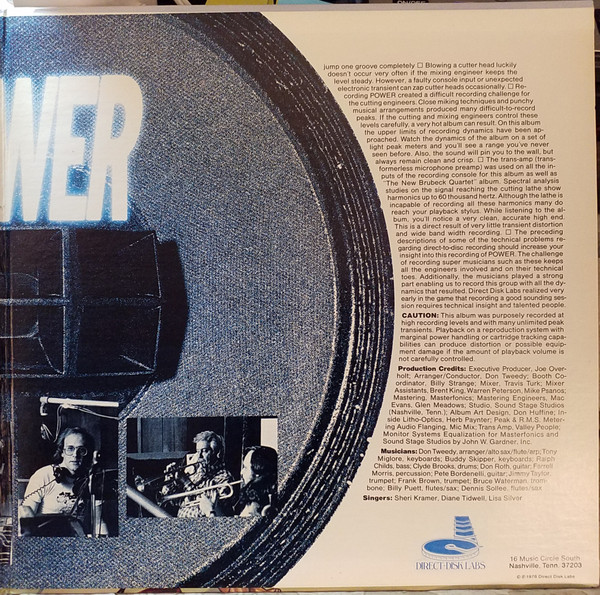 WER
jump one groove completely ☐ Blowing a cutter head luckily
doesn't occur very often if the mixing engineer keeps the
level steady. However, a faulty console input or unexpected
electronic transient can zap cutter heads occasionally. ☐ Re-
cording POWER created a difficult recording challenge for
the cutting engineers. Close miking techniques and punchy
musical arrangements produced many difficult-to-record
peaks. If the cutting and mixing engineers control these
levels carefully, a very hot album can result. On this album
the upper limits of recording dynamics have been ap-
proached. Watch the dynamics of the album on a set of
light peak meters and you'll see a range you've never
seen before. Also, the sound will pin you to the wall, but
always remain clean and crisp. ☐ The trans-amp (trans-
formerless microphone preamp) was used on all the in-
puts of the recording console for this album as well as
"The New Brubeck Quartet" album. Spectral analysis
studies on the signal reaching the cutting lathe show
harmonics up to 60 thousand hertz. Although the lathe is
incapable of recording all these harmonics many do
reach your playback stylus. While listening to the al-
bum, you'll notice a very clean, accurate high end.
This is a direct result of very little transient distortion
and wide band width recording. ☐ The preceding
descriptions of some of the technical problems re-
garding direct-to-disc recording should increase your
insight into this recording of POWER. The challenge
of recording super musicians such as these keeps
all the engineers involved and on their technical
toes. Additionally, the musicians played a strong
part enabling us to record this group with all the dy-
namics that resulted. Direct Disk Labs realized very
early in the game that recording a good sounding ses-
sion requires technical insight and talented people.
CAUTION: This album was purposely recorded at
high recording levels and with many unlimited peak
transients. Playback on a reproduction system with
marginal power handling or cartridge tracking capa-
bilities can produce distortion or possible equip-
ment damage if the amount of playback volume is
not carefully controlled.
Production Credits: Executive Producer, Joe Over-
holt; Arranger/Conductor, Don Tweedy; Booth Co-
ordinator, Billy Strange; Mixer, Travis Turk; Mixer
Assistants, Brent King, Warren Peterson, Mike Psanos;
Mastering, Masterfonics; Mastering Engineers, Mac
Evans, Glen Meadows; Studio, Sound Stage Studios
(Nashville, Tenn.); Album Art Design, Don Huffine; In-
side Litho-Optics, Herb Paynter; Peak & R.M.S. Meter-
ing Audio Flanging, Mic Mix; Trans Amp, Valley People;
Monitor Systems Equalization for Masterfonics and
Sound Stage Studios by John W. Gardner, Inc.
Musicians: Don Tweedy, arranger/alto sax/flute/arp; Tony
Migliore, keyboards; Buddy Skipper, keyboards; Ralph
Childs, bass; Clyde Brooks, drums; Don Roth, guitar; Farrell
Morris, percussion; Pete Bordenelli, guitar; Jimmy Taylor,
trumpet; Frank Brown, trumpet; Bruce Waterman, trom-
bone; Billy Puett, flutes/sax; Dennis Sollee, flutes/sax
Singers: Sheri Kramer, Diane Tidwell, Lisa Silver
DIRECT-DISK LABS
16 Music Circle South
Nashville, Tenn. 37203
© ℗ 1978 Direct Disk Labs